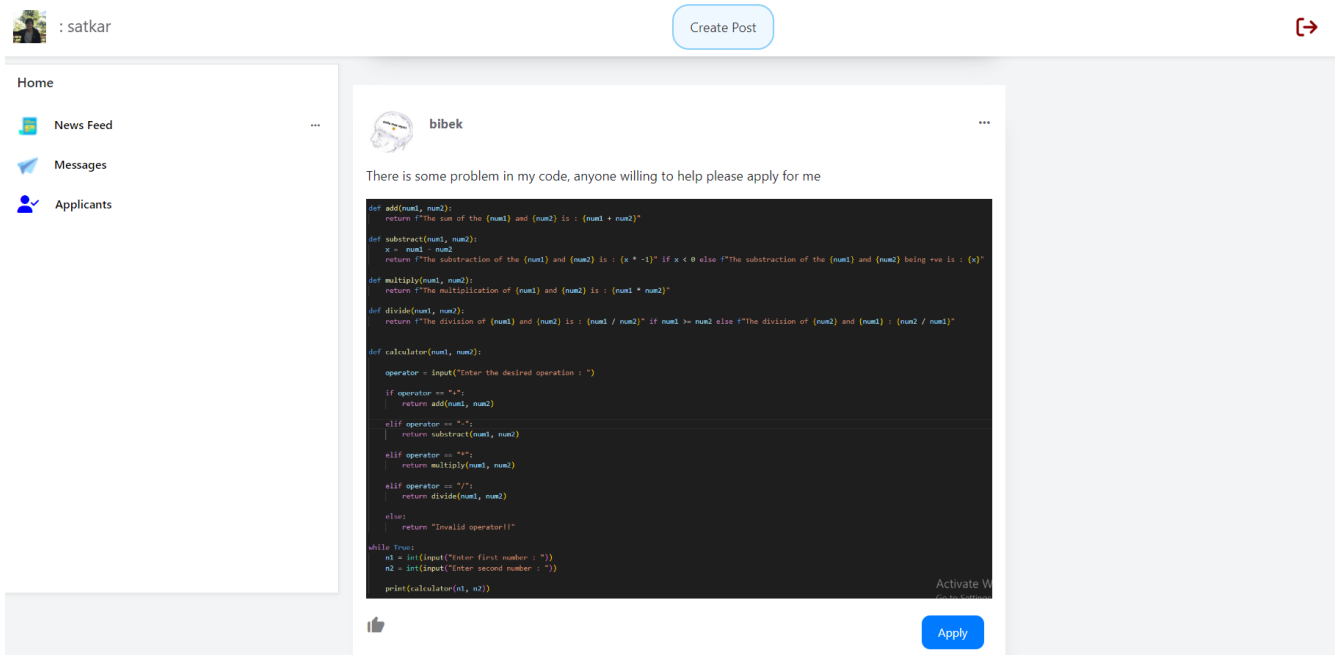 : satkar
Create Post
Home
News Feed
...
Messages
Applicants
bibek
...
There is some problem in my code, anyone willing to help please apply for me
def add(num1, num2):
return f"The sum of the {num1} amd {num2} is : {num1 + num2}"
def substract(num1, num2):
x =  num1 - num2
return f"The substraction of the {num1} and {num2} is : {x * -1}" if x < 0 else f"The substraction of the {num1} and {num2} being +ve is : {x}"
def multiply(num1, num2):
return f"The multiplication of {num1} and {num2} is : {num1 * num2}"
def divide(num1, num2):
return f"The division of {num1} and {num2} is : {num1 / num2}" if num1 >= num2 else f"The division of {num2} and {num1} : {num2 / num1}"
def calculator(num1, num2):
operator = input("Enter the desired operation : ")
if operator == "+":
return add(num1, num2)
elif operator == "-":
return substract(num1, num2)
elif operator == "*":
return multiply(num1, num2)
elif operator == "/":
return divide(num1, num2)
else:
return "Invalid operator!!"
while True:
n1 = int(input("Enter first number : "))
n2 = int(input("Enter second number : "))
print(calculator(n1, n2))
Activate W
Go to Settings
Apply